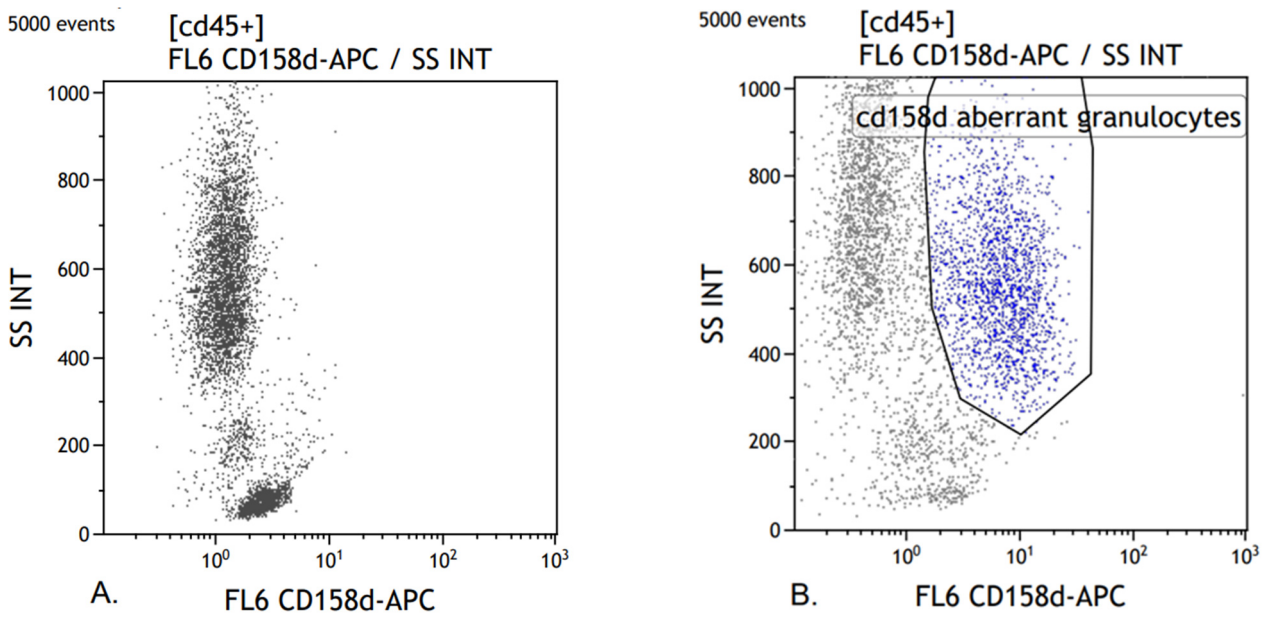 5000 events
[cd45+]
FL6 CD158d-APC / SS INT
1000
800
600
400
200
0
SS INT
10⁰
10¹
10²
10³
FL6 CD158d-APC
A.
5000 events
[cd45+]
FL6 CD158d-APC / SS INT
cd158d aberrant granulocytes
1000
800
600
400
200
0
SS INT
10⁰
10¹
10²
10³
FL6 CD158d-APC
B.